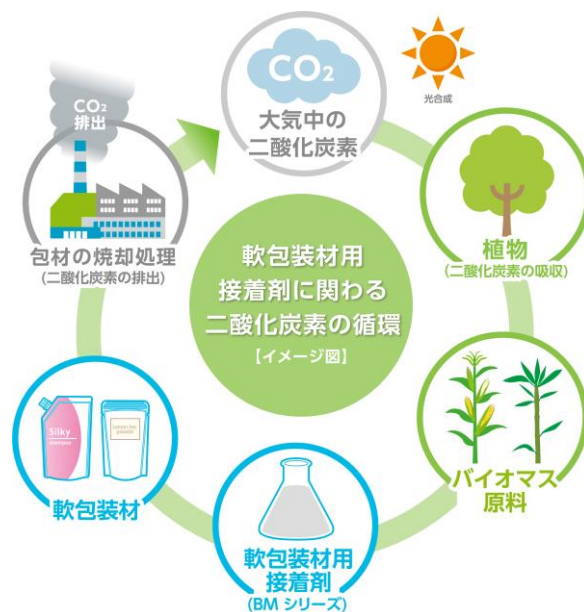 CO₂
大気中の
二酸化炭素
光合成
植物
(二酸化炭素の吸収)
バイオマス
原料
軟包装材用
接着剤
(BM シリーズ)
軟包装材
Silky
shampoo
CO₂
排出
包材の焼却処理
(二酸化炭素の排出)
軟包装材用
接着剤に関わる
二酸化炭素の循環
【イメージ図】